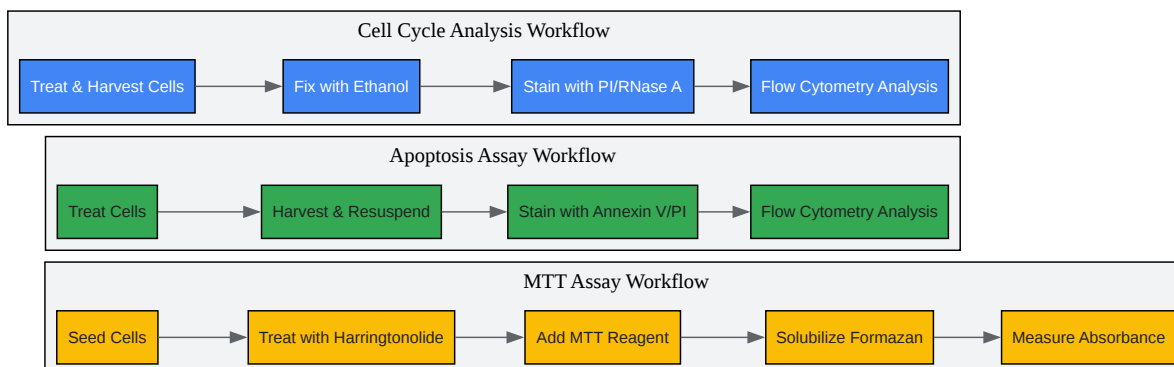 Cell Cycle Analysis Workflow
Treat & Harvest Cells
Fix with Ethanol
Stain with PI/RNase A
Flow Cytometry Analysis
Apoptosis Assay Workflow
Treat Cells
Harvest & Resuspend
Stain with Annexin V/PI
Flow Cytometry Analysis
MTT Assay Workflow
Seed Cells
Treat with Harringtonolide
Add MTT Reagent
Solubilize Formazan
Measure Absorbance